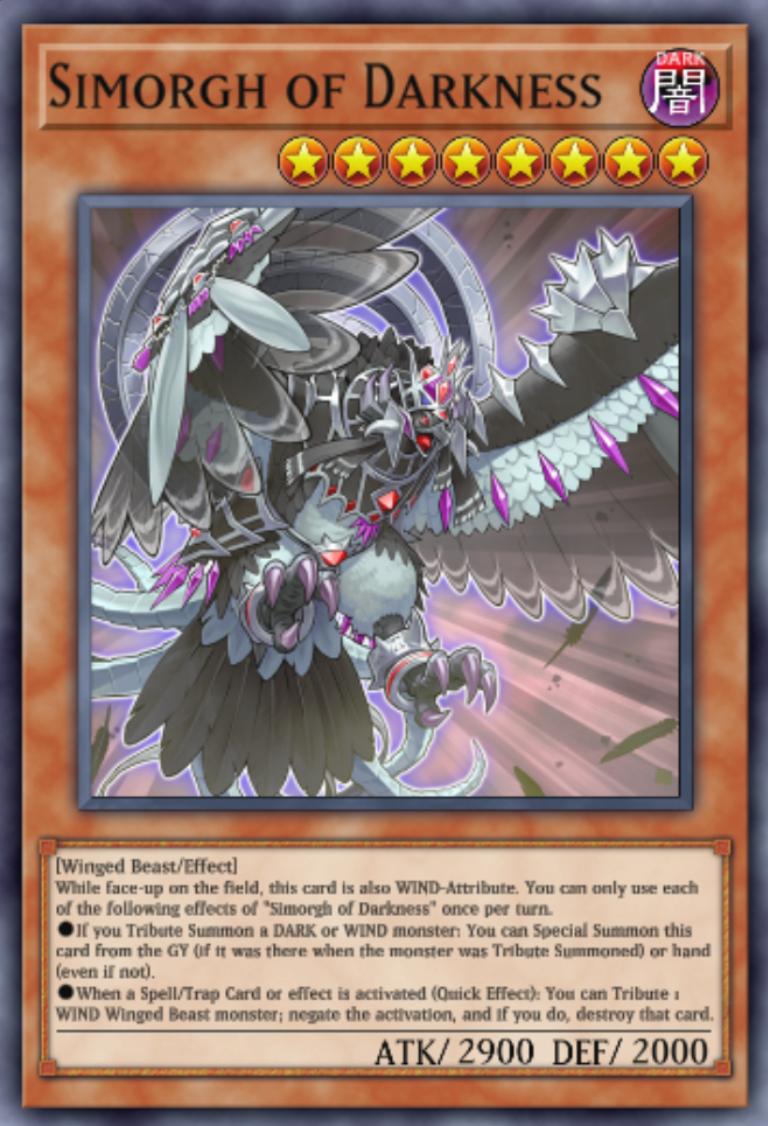 SIMORGH OF DARKNESS
DARK
闇
[Winged Beast/Effect]
While face-up on the field, this card is also WIND-Attribute. You can only use each
of the following effects of "Simorgh of Darkness" once per turn.
●If you Tribute Summon a DARK or WIND monster: You can Special Summon this
card from the GY (if it was there when the monster was Tribute Summoned) or hand
(even if not).
●When a Spell/Trap Card or effect is activated (Quick Effect): You can Tribute 1
WIND Winged Beast monster; negate the activation, and if you do, destroy that card.
ATK/ 2900 DEF/ 2000